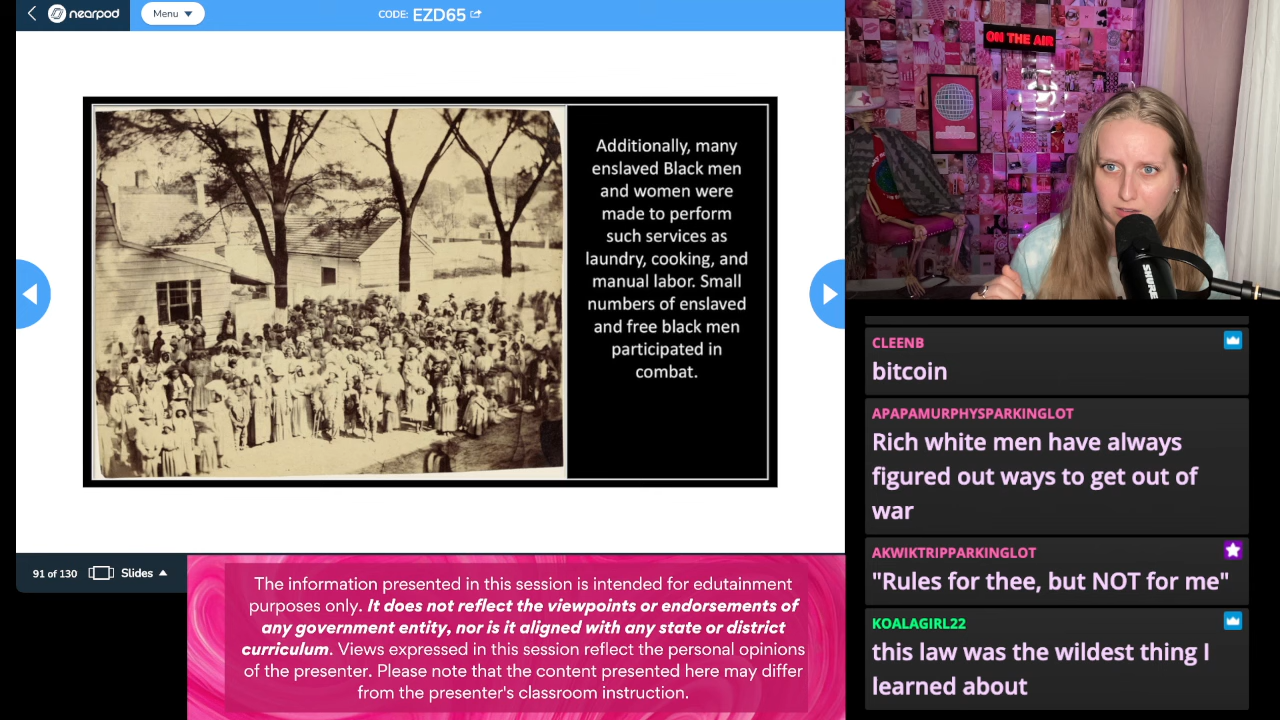 nearpod
Menu
CODE: EZD65
ON THE AIR
Additionally, many
enslaved Black men
and women were
made to perform
such services as
laundry, cooking, and
manual labor. Small
numbers of enslaved
and free black men
participated in
combat.
SHURE
CLEENB
bitcoin
APAPAMURPHYSPARKINGLOT
Rich white men have always
figured out ways to get out of
war
AKWIKTRIPPARKINGLOT
"Rules for thee, but NOT for me"
KOALAGIRL22
this law was the wildest thing I
learned about
91 of 130
Slides
The information presented in this session is intended for edutainment
purposes only. It does not reflect the viewpoints or endorsements of
any government entity, nor is it aligned with any state or district
curriculum. Views expressed in this session reflect the personal opinions
of the presenter. Please note that the content presented here may differ
from the presenter's classroom instruction.